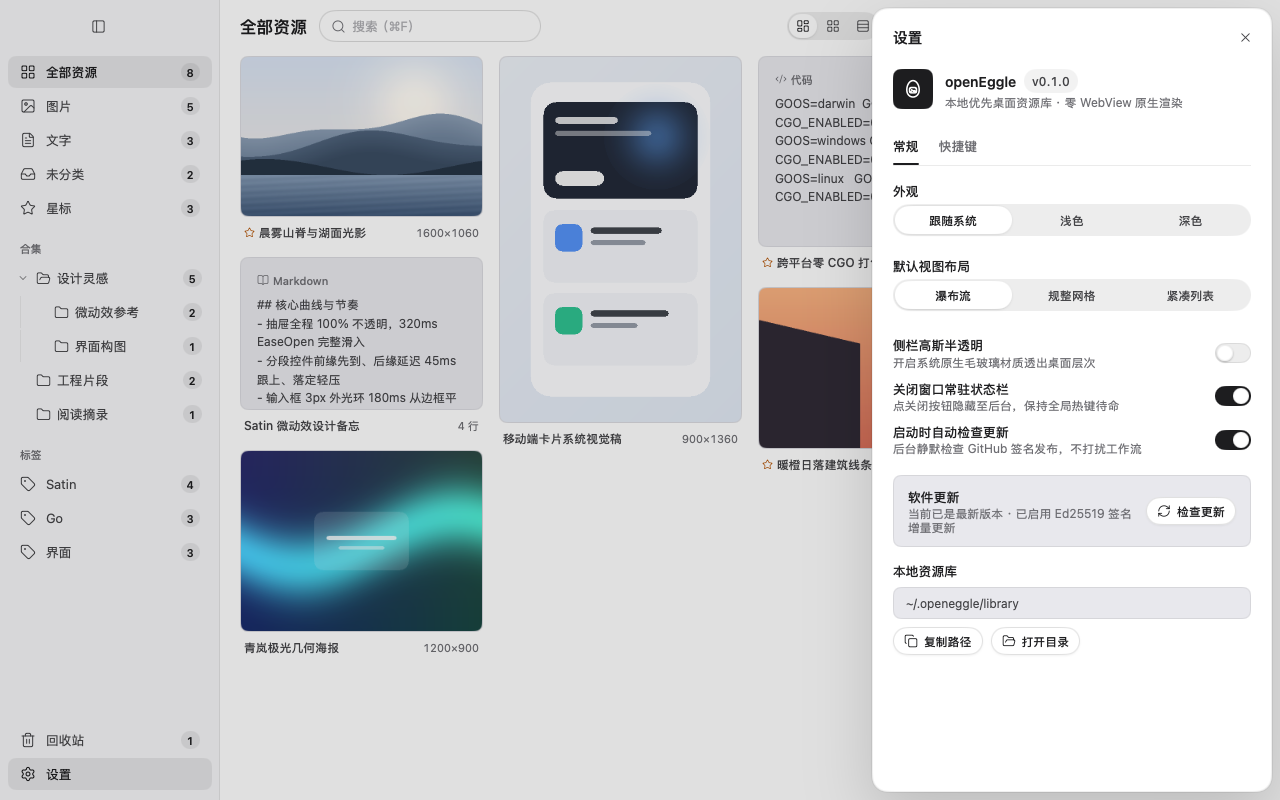 全部资源
8
图片
5
文字
3
未分类
2
星标
3
合集
设计灵感
5
微动效参考
2
界面构图
1
工程片段
2
阅读摘录
1
标签
Satin
4
Go
3
界面
3
回收站
1
设置
全部资源
搜索 (⌘F)
晨雾山脊与湖面光影
1600×1060
Markdown
## 核心曲线与节奏
- 抽屉全程 100% 不透明，320ms
EaseOpen 完整滑入
- 分段控件前缘先到、后缘延迟 45ms
跟上、落定轻压
- 输入框 3px 外光环 180ms 从边框平
Satin 微动效设计备忘
4 行
青岚极光几何海报
1200×900
移动端卡片系统视觉稿
900×1360
代码
GOOS=darwin
CGO_ENABLED=
GOOS=windows
CGO_ENABLED=
GOOS=linux
CGO_ENABLED=
跨平台零 CGO 打
暖橙日落建筑线条
设置
openEggle
v0.1.0
本地优先桌面资源库 · 零 WebView 原生渲染
常规
快捷键
外观
跟随系统
浅色
深色
默认视图布局
瀑布流
规整网格
紧凑列表
侧栏高斯半透明
开启系统原生毛玻璃材质透出桌面层次
关闭窗口常驻状态栏
点关闭按钮隐藏至后台，保持全局热键待命
启动时自动检查更新
后台静默检查 GitHub 签名发布，不打扰工作流
软件更新
当前已是最新版本 · 已启用 Ed25519 签名
增量更新
检查更新
本地资源库
~/.openeggle/library
复制路径
打开目录